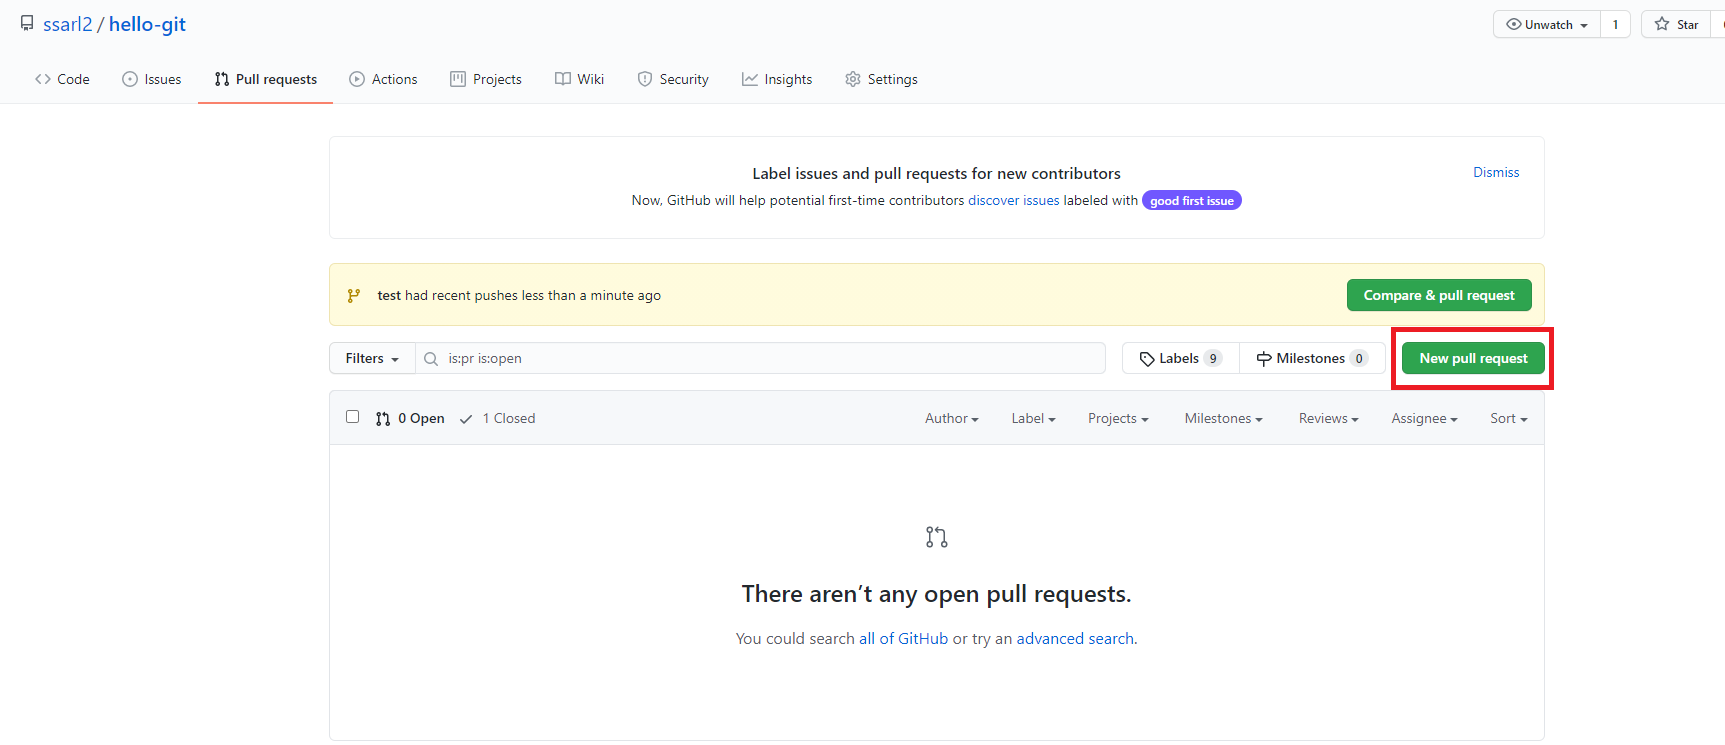 ssarl2 / hello-git
Unwatch 1 Star
Code Issues Pull requests Actions Projects Wiki Security Insights Settings
Label issues and pull requests for new contributors
Dismiss
Now, GitHub will help potential first-time contributors discover issues labeled with good first issue
test had recent pushes less than a minute ago
Compare & pull request
Filters is:pr is:open Labels 9 Milestones 0 New pull request
0 Open 1 Closed Author Label Projects Milestones Reviews Assignee Sort
There aren’t any open pull requests.
You could search all of GitHub or try an advanced search.